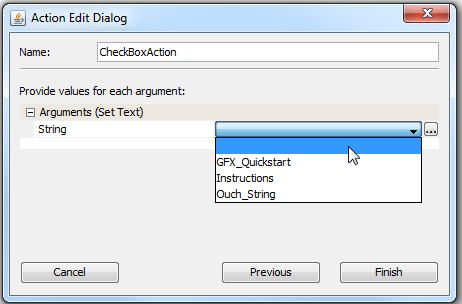 Action Edit Dialog
Name: CheckBoxAction
Provide values for each argument:
Arguments (Set Text)
String ...
GFX_Quickstart
Instructions
Ouch_String
Cancel Previous Finish